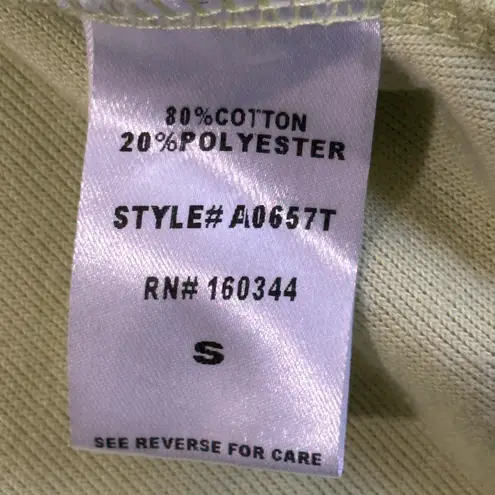 80%COTTON
20%POLYESTER
STYLE# A0657T
RN# 160344
S
SEE REVERSE FOR CARE